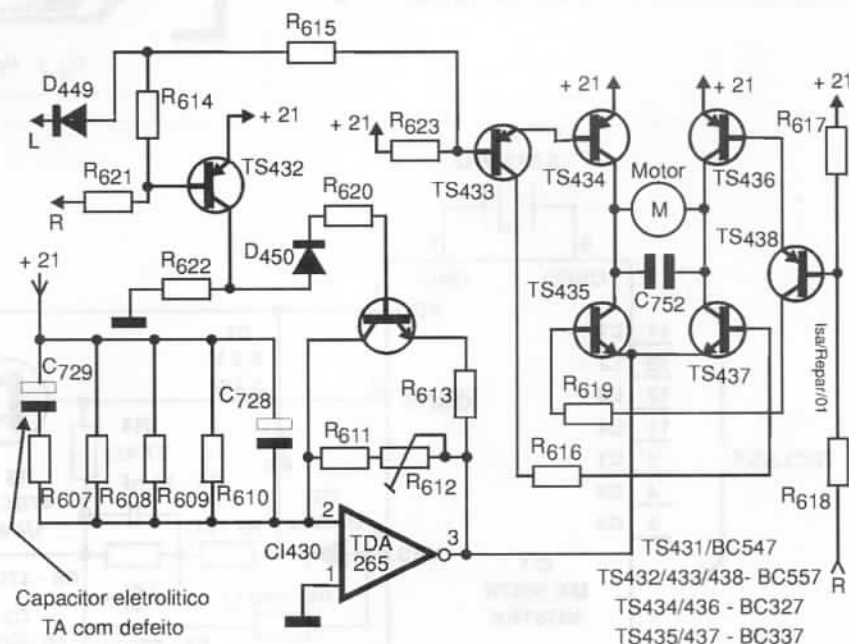 R615
D449
L
R614
+ 21
TS432
R621
R
+ 21
R623
+ 21
TS433
TS434
+ 21
TS436
+ 21
R617
Motor
M
TS438
R620
D450
R622
+ 21
TS435
C752
TS437
Isa/Repar//01
C729
C728
R613
R619
R611
R612
R616
R618
R607
R608
R609
R610
2
CI430
TDA
265
3
1
R
Capacitor eletrolitico
TA com defeito
TS431/BC547
TS432/433/438- BC557
TS434/436 - BC327
TS435/437 - BC337